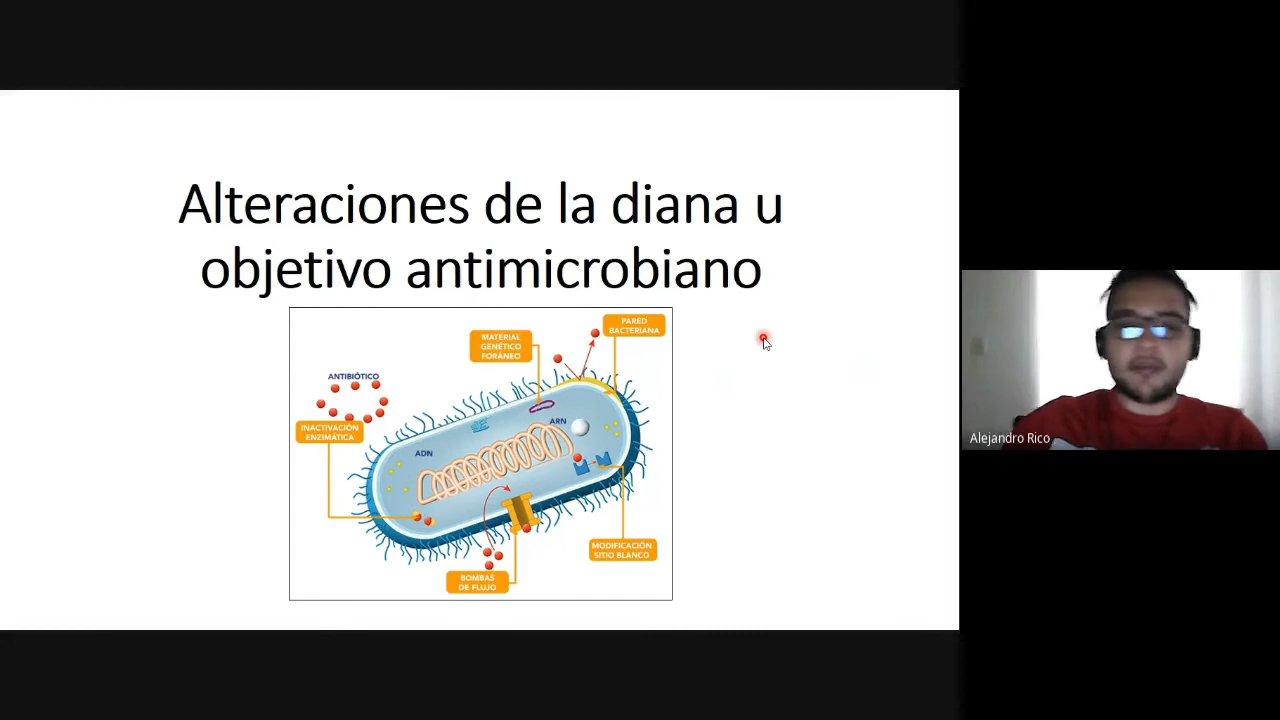 Alteraciones de la diana u
objetivo antimicrobiano
PARED
BACTERIANA
MATERIAL
GENÉTICO
FORÁNEO
ANTIBIÓTICO
INACTIVACIÓN
ENZIMÁTICA
ARN
ADN
MODIFICACIÓN
SITIO BLANCO
BOMBAS
DE FLUJO
Alejandro Rico